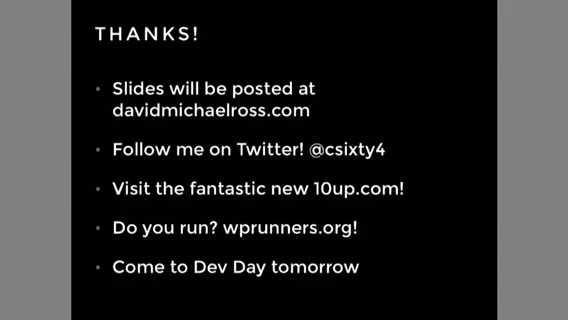 THANKS!
Slides will be posted at
davidmichaelross.com
Follow me on Twitter! @csixty4
Visit the fantastic new 10up.com!
Do you run? wprunners.org!
Come to Dev Day tomorrow